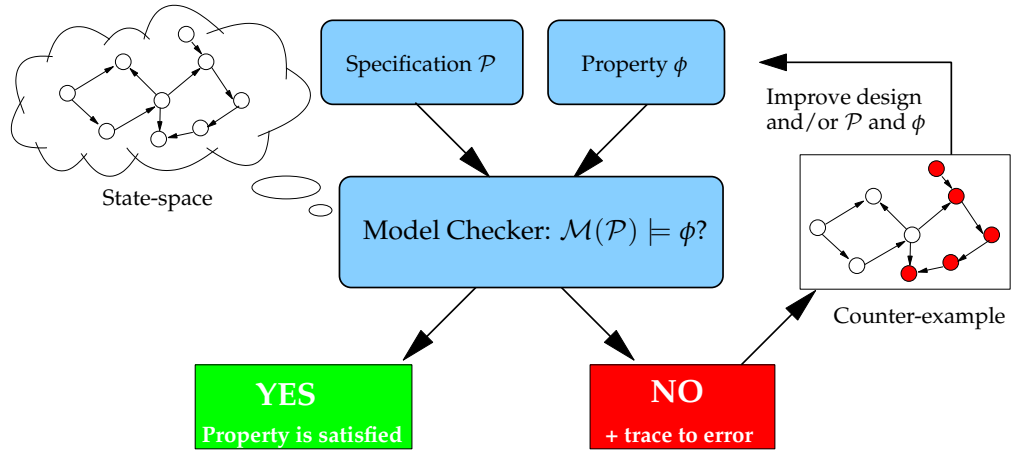 Specification 𝒫
Property ϕ
Improve design
and/or 𝒫 and ϕ
State-space
Model Checker: ℳ(𝒫) ⊨ ϕ?
Counter-example
YES
Property is satisfied
NO
+ trace to error